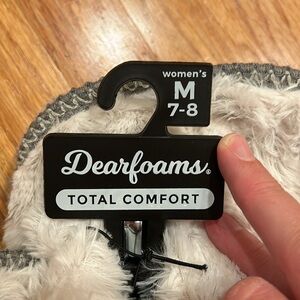 women's
M
7-8
Dearfoams®
TOTAL COMFORT